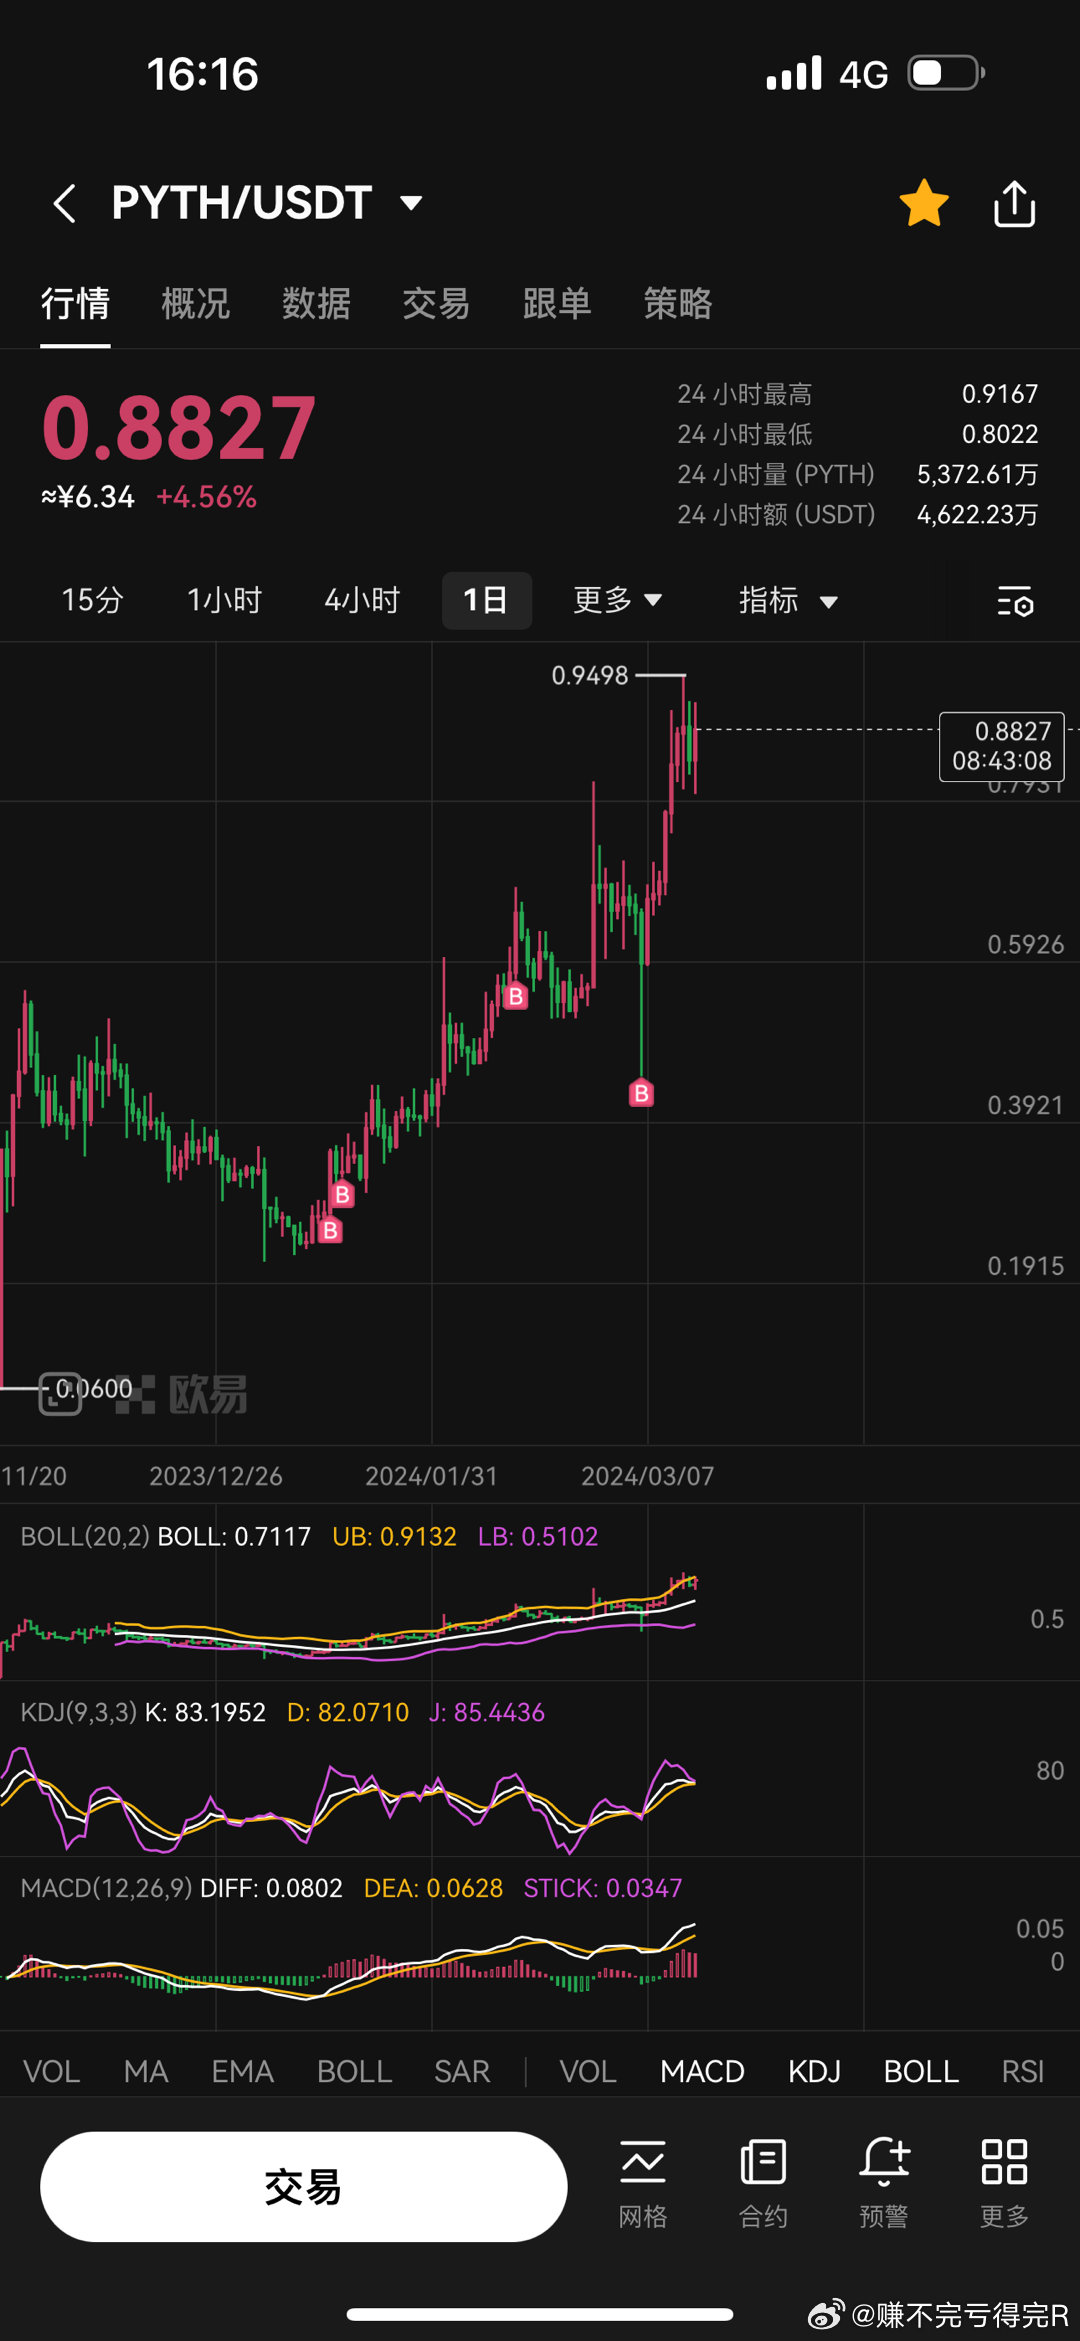 16:16 4G
PYTH/USDT
行情 概况 数据 交易 跟单 策略
0.8827
≈¥6.34 +4.56%
24 小时最高 0.9167
24 小时最低 0.8022
24 小时量 (PYTH) 5,372.61万
24 小时额 (USDT) 4,622.23万
15分 1小时 4小时 1日 更多 指标
0.9498
0.8827
08:43:08
0.7931
0.5926
B
0.3921
B
B
B
0.1915
0.0600 欧易
11/20 2023/12/26 2024/01/31 2024/03/07
BOLL(20,2) BOLL: 0.7117 UB: 0.9132 LB: 0.5102
0.5
KDJ(9,3,3) K: 83.1952 D: 82.0710 J: 85.4436
80
MACD(12,26,9) DIFF: 0.0802 DEA: 0.0628 STICK: 0.0347
0.05
0
VOL MA EMA BOLL SAR VOL MACD KDJ BOLL RSI
交易 网格 合约 预警 更多
@赚不完亏得完R